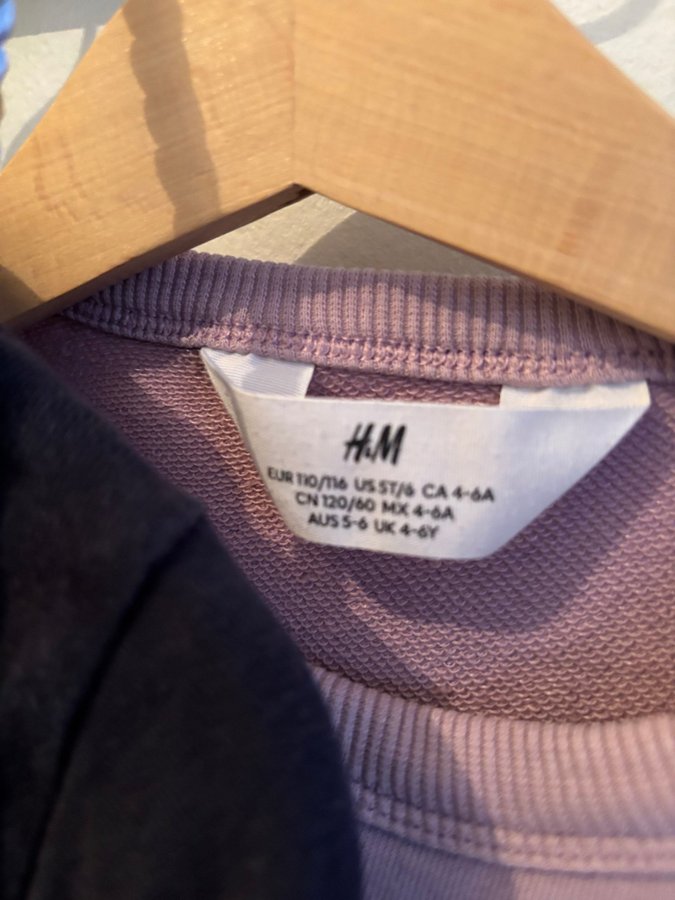 H&M
EUR 110/116 US 5T/6 CA 4-6A
CN 120/60 MX 4-6A
AUS 5-6 UK 4-6Y